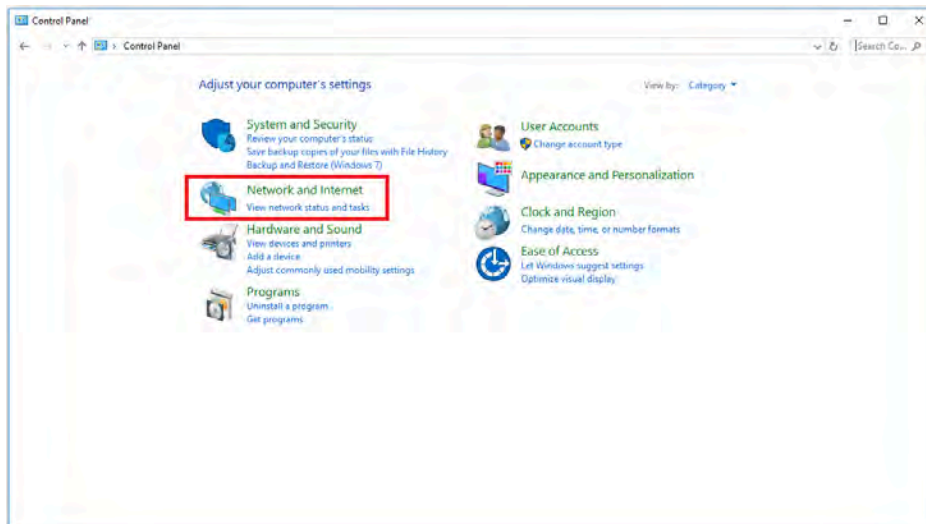 Control Panel
Control Panel
Search Co...
Adjust your computer's settings
View by: Category
System and Security
Review your computer's status
Save backup copies of your files with File History
Backup and Restore (Windows 7)
Network and Internet
View network status and tasks
Hardware and Sound
View devices and printers
Add a device
Adjust commonly used mobility settings
Programs
Uninstall a program
Get programs
User Accounts
Change account type
Appearance and Personalization
Clock and Region
Change date, time, or number formats
Ease of Access
Let Windows suggest settings
Optimize visual display